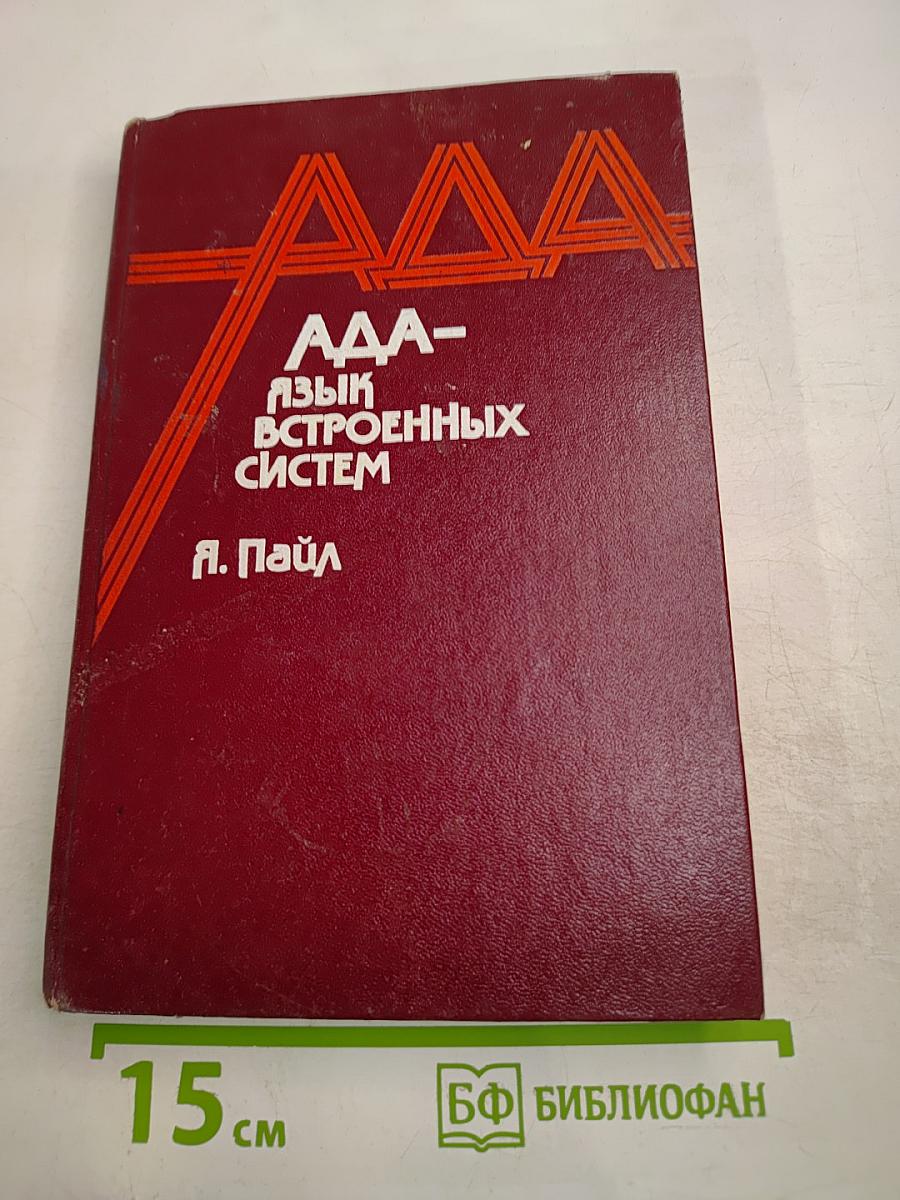 АДА
АДА –
ЯЗЫК
ВСТРОЕННЫХ
СИСТЕМ
Я. Пайл
15 см
БФ БИБЛИОФАН